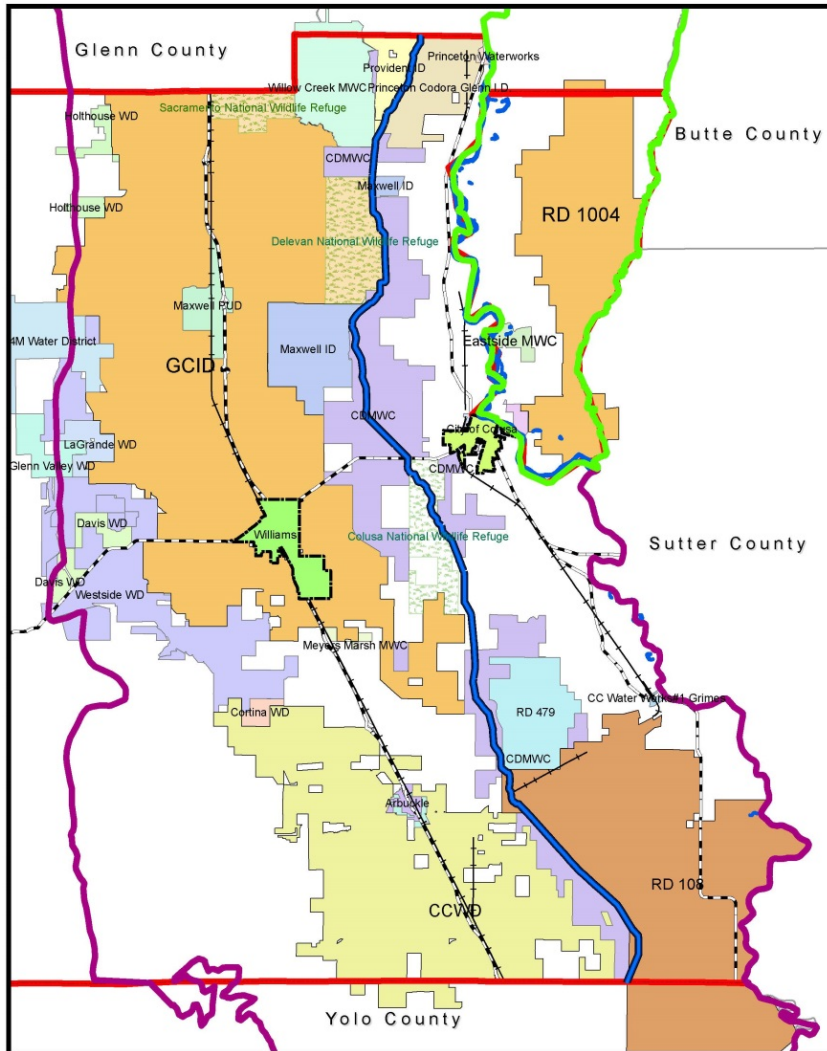 Glenn County
Princeton Waterworks
Provident ID
Willow Creek MWC
Princeton Codora Glenn I.D.
Sacramento National Wildlife Refuge
Holthouse WD
Butte County
CDMWC
Maxwell ID
Holthouse WD
RD 1004
Delevan National Wildlife Refuge
Maxwell PUD
4M Water District
Eastside MWC
Maxwell ID
GCID
CDMWC
City of Colusa
LaGrande WD
Glenn Valley WD
CDMWC
Davis WD
Williams
Colusa National Wildlife Refuge
Sutter County
Davis WD
Westside WD
Meyers Marsh MWC
CC Water Works#1 Grimes
Cortina WD
RD 479
CDMWC
Arbuckle
RD 108
CCWD
Yolo County